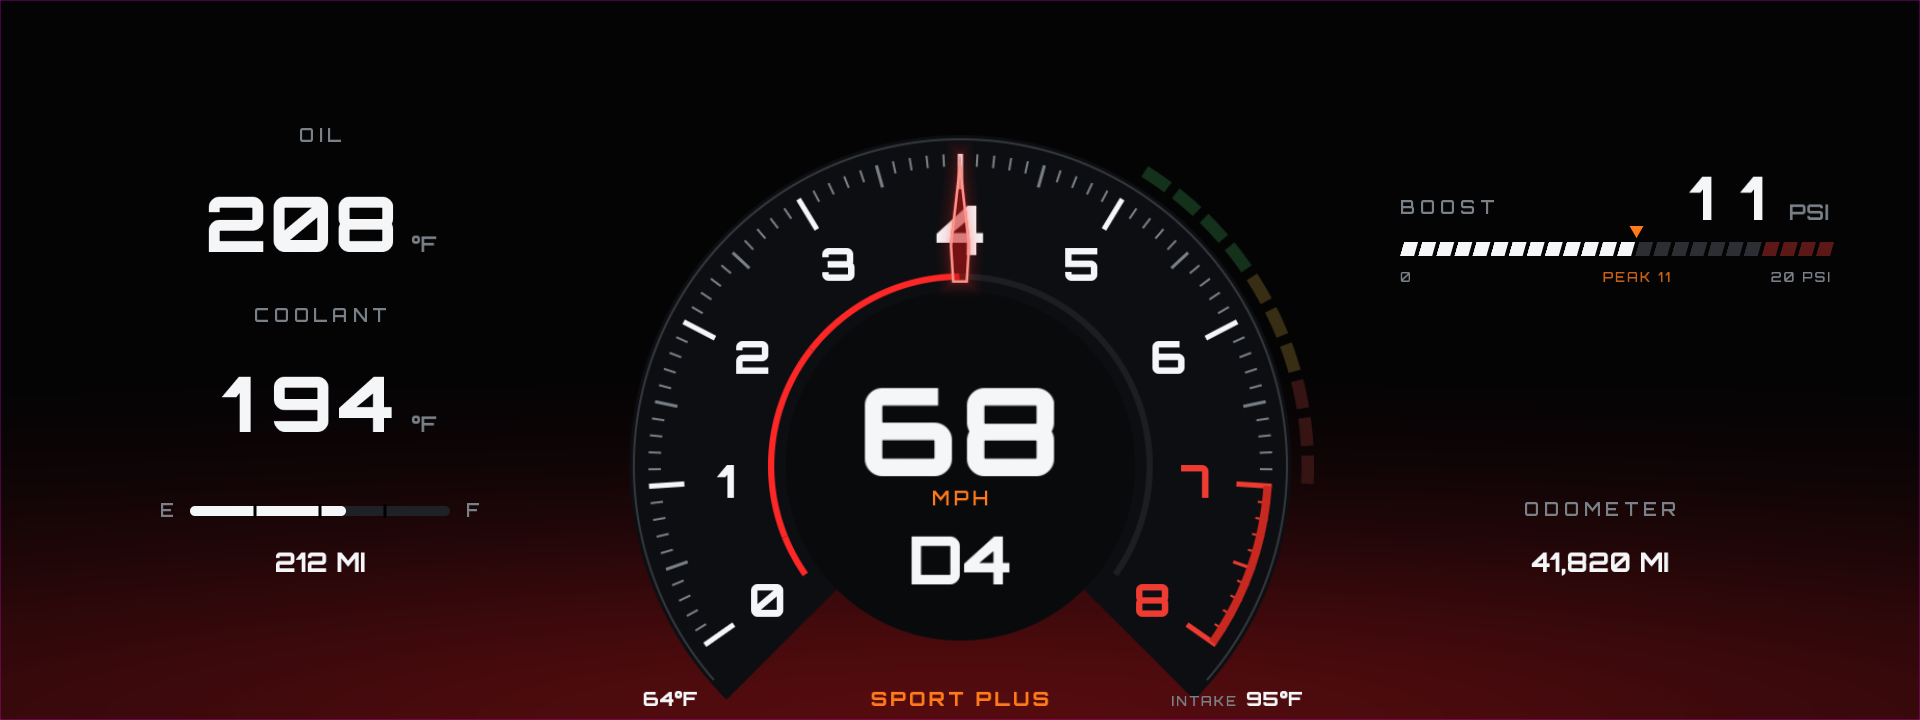 OIL
208 °F
COOLANT
194 °F
E F
212 MI
0
1
2
3
4
5
6
7
8
68
MPH
D4
64°F
SPORT PLUS
INTAKE 95°F
BOOST 11 PSI
0 PEAK 11 20 PSI
ODOMETER
41,820 MI